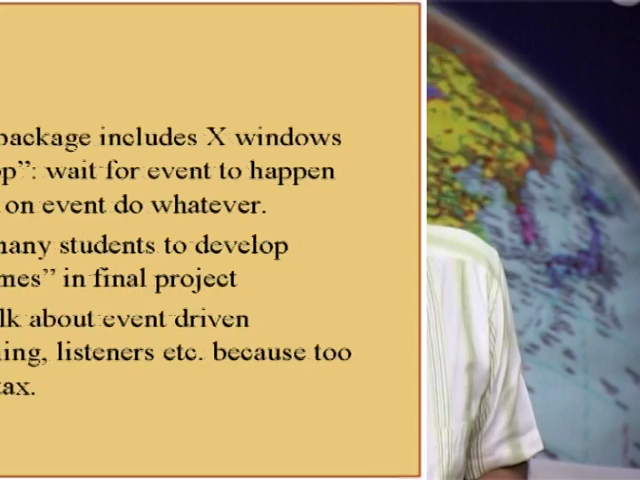 package includes X windows
op”: wait for event to happen
on event do whatever.
many students to develop
mes” in final project
lk about event driven
ing, listeners etc. because too
tax.